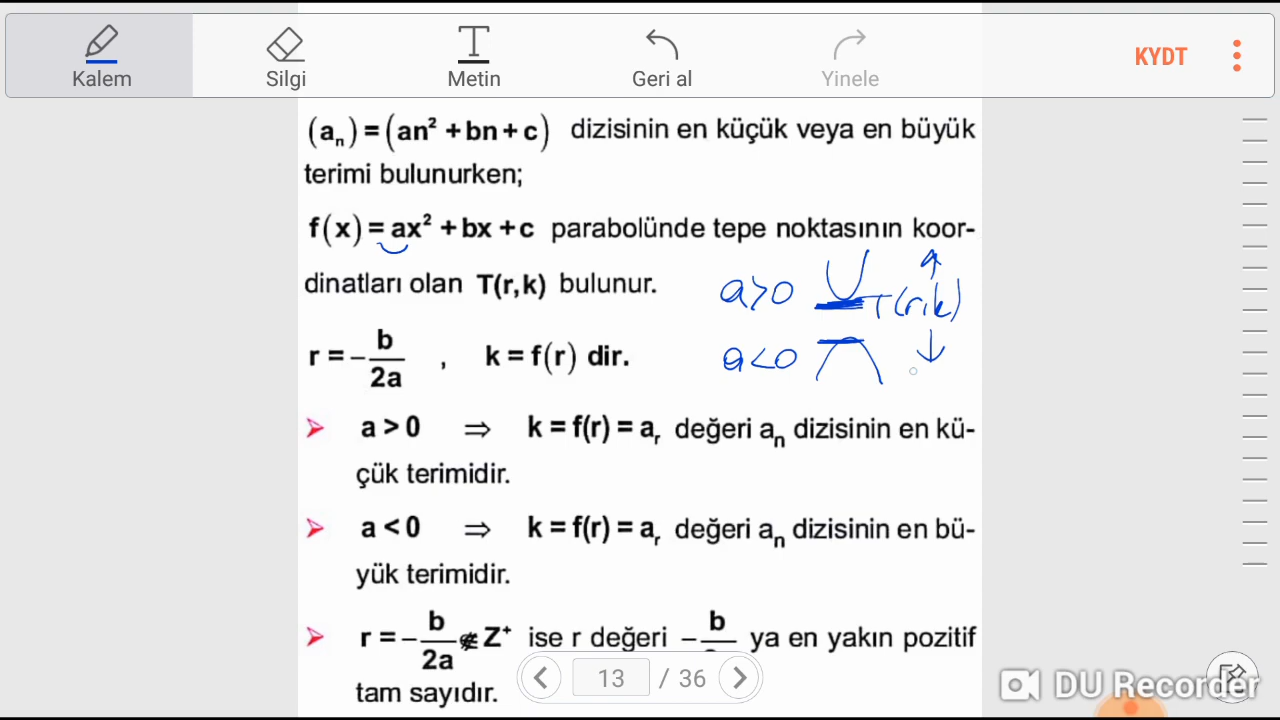 Kalem
Silgi
Metin
Geri al
Yinele
KYDT
(aₙ) = (an² + bn + c) dizisinin en küçük veya en büyük
terimi bulunurken;
f(x) = ax² + bx + c parabolünde tepe noktasının koor-
dinatları olan T(r,k) bulunur.
a>0 T(r,k)
r = -b/2a , k = f(r) dir.
a<0
➢ a > 0 ⇒ k = f(r) = aᵣ değeri aₙ dizisinin en kü-
çük terimidir.
➢ a < 0 ⇒ k = f(r) = aᵣ değeri aₙ dizisinin en bü-
yük terimidir.
➢ r = -b/2a ∉ Z⁺ ise r değeri -b/ ya en yakın pozitif
tam sayıdır.
13 / 36
DU Recorder